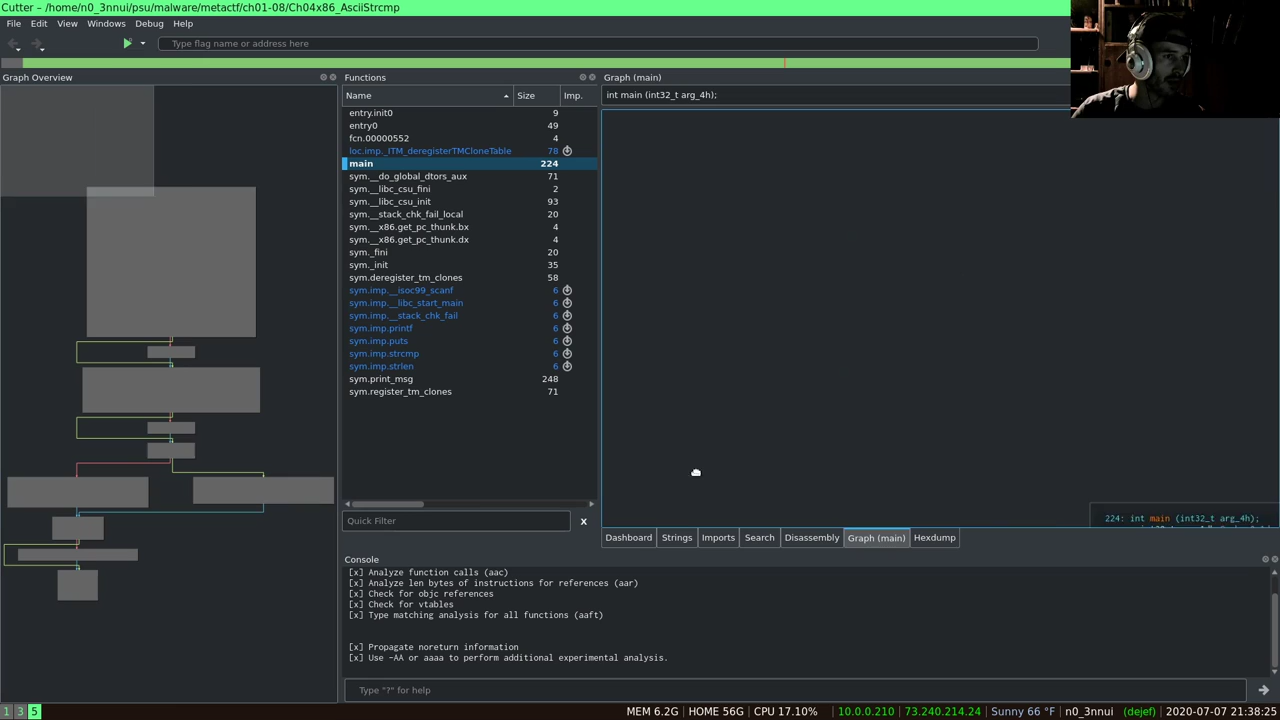 Cutter – /home/n0_3nnui/psu/malware/metactf/ch01-08/Ch04x86_AsciiStrcmp
File Edit View Windows Debug Help
Type flag name or address here
Graph Overview
Functions
Graph (main)
Name Size Imp.
int main (int32_t arg_4h);
entry.init0 9
entry0 49
fcn.00000552 4
loc.imp._ITM_deregisterTMCloneTable 78
main 224
sym.__do_global_dtors_aux 71
sym.__libc_csu_fini 2
sym.__libc_csu_init 93
sym.__stack_chk_fail_local 20
sym.__x86.get_pc_thunk.bx 4
sym.__x86.get_pc_thunk.dx 4
sym._fini 20
sym._init 35
sym.deregister_tm_clones 58
sym.imp.__isoc99_scanf 6
sym.imp.__libc_start_main 6
sym.imp.__stack_chk_fail 6
sym.imp.printf 6
sym.imp.puts 6
sym.imp.strcmp 6
sym.imp.strlen 6
sym.print_msg 248
sym.register_tm_clones 71
224: int main (int32_t arg_4h);
Quick Filter X
Dashboard Strings Imports Search Disassembly Graph (main) Hexdump
Console
[x] Analyze function calls (aac)
[x] Analyze len bytes of instructions for references (aar)
[x] Check for objc references
[x] Check for vtables
[x] Type matching analysis for all functions (aaft)
[x] Propagate noreturn information
[x] Use -AA or aaaa to perform additional experimental analysis.
Type "?" for help
1 3 5 MEM 6.2G | HOME 56G | CPU 17.10% | 10.0.0.210 | 73.240.214.24 | Sunny 66 °F | n0_3nnui | (dejef) | 2020-07-07 21:38:25